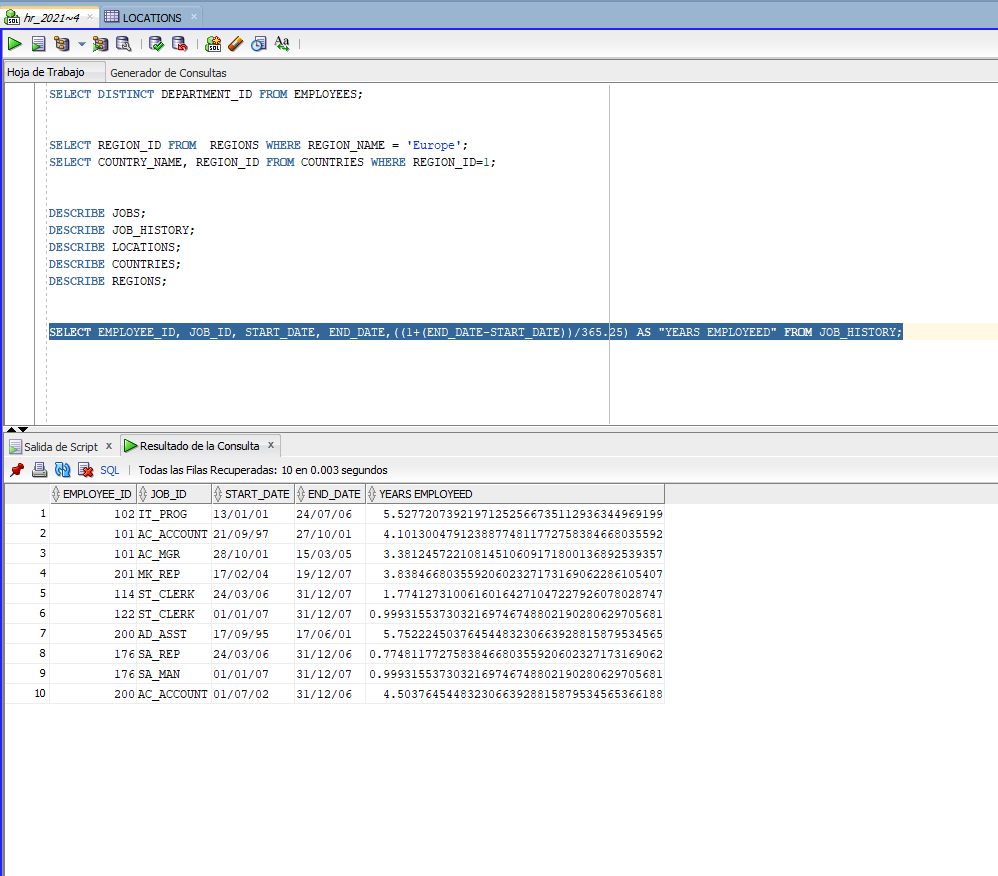 hr_2021~4 × LOCATIONS ×
Hoja de Trabajo Generador de Consultas
SELECT DISTINCT DEPARTMENT_ID FROM EMPLOYEES;
SELECT REGION_ID FROM  REGIONS WHERE REGION_NAME = 'Europe';
SELECT COUNTRY_NAME, REGION_ID FROM COUNTRIES WHERE REGION_ID=1;
DESCRIBE JOBS;
DESCRIBE JOB_HISTORY;
DESCRIBE LOCATIONS;
DESCRIBE COUNTRIES;
DESCRIBE REGIONS;
SELECT EMPLOYEE_ID, JOB_ID, START_DATE, END_DATE,((1+(END_DATE-START_DATE))/365.25) AS "YEARS EMPLOYEED" FROM JOB_HISTORY;
Salida de Script × Resultado de la Consulta ×
SQL | Todas las Filas Recuperadas: 10 en 0.003 segundos
EMPLOYEE_ID JOB_ID START_DATE END_DATE YEARS EMPLOYEED
1 102 IT_PROG 13/01/01 24/07/06 5.52772073921971252566735112936344969199
2 101 AC_ACCOUNT 21/09/97 27/10/01 4.10130047912388774811772758384668035592
3 101 AC_MGR 28/10/01 15/03/05 3.38124572210814510609171800136892539357
4 201 MK_REP 17/02/04 19/12/07 3.83846680355920602327173169062286105407
5 114 ST_CLERK 24/03/06 31/12/07 1.77412731006160164271047227926078028747
6 122 ST_CLERK 01/01/07 31/12/07 0.999315537303216974674880219028062970568​1
7 200 AD_ASST 17/09/95 17/06/01 5.75222450376454483230663928815879534565
8 176 SA_REP 24/03/06 31/12/06 0.7748117727583846680355920602327173169062
9 176 SA_MAN 01/01/07 31/12/07 0.9993155373032169746748802190280629705681
10 200 AC_ACCOUNT 01/07/02 31/12/06 4.50376454483230663928815879534565366188